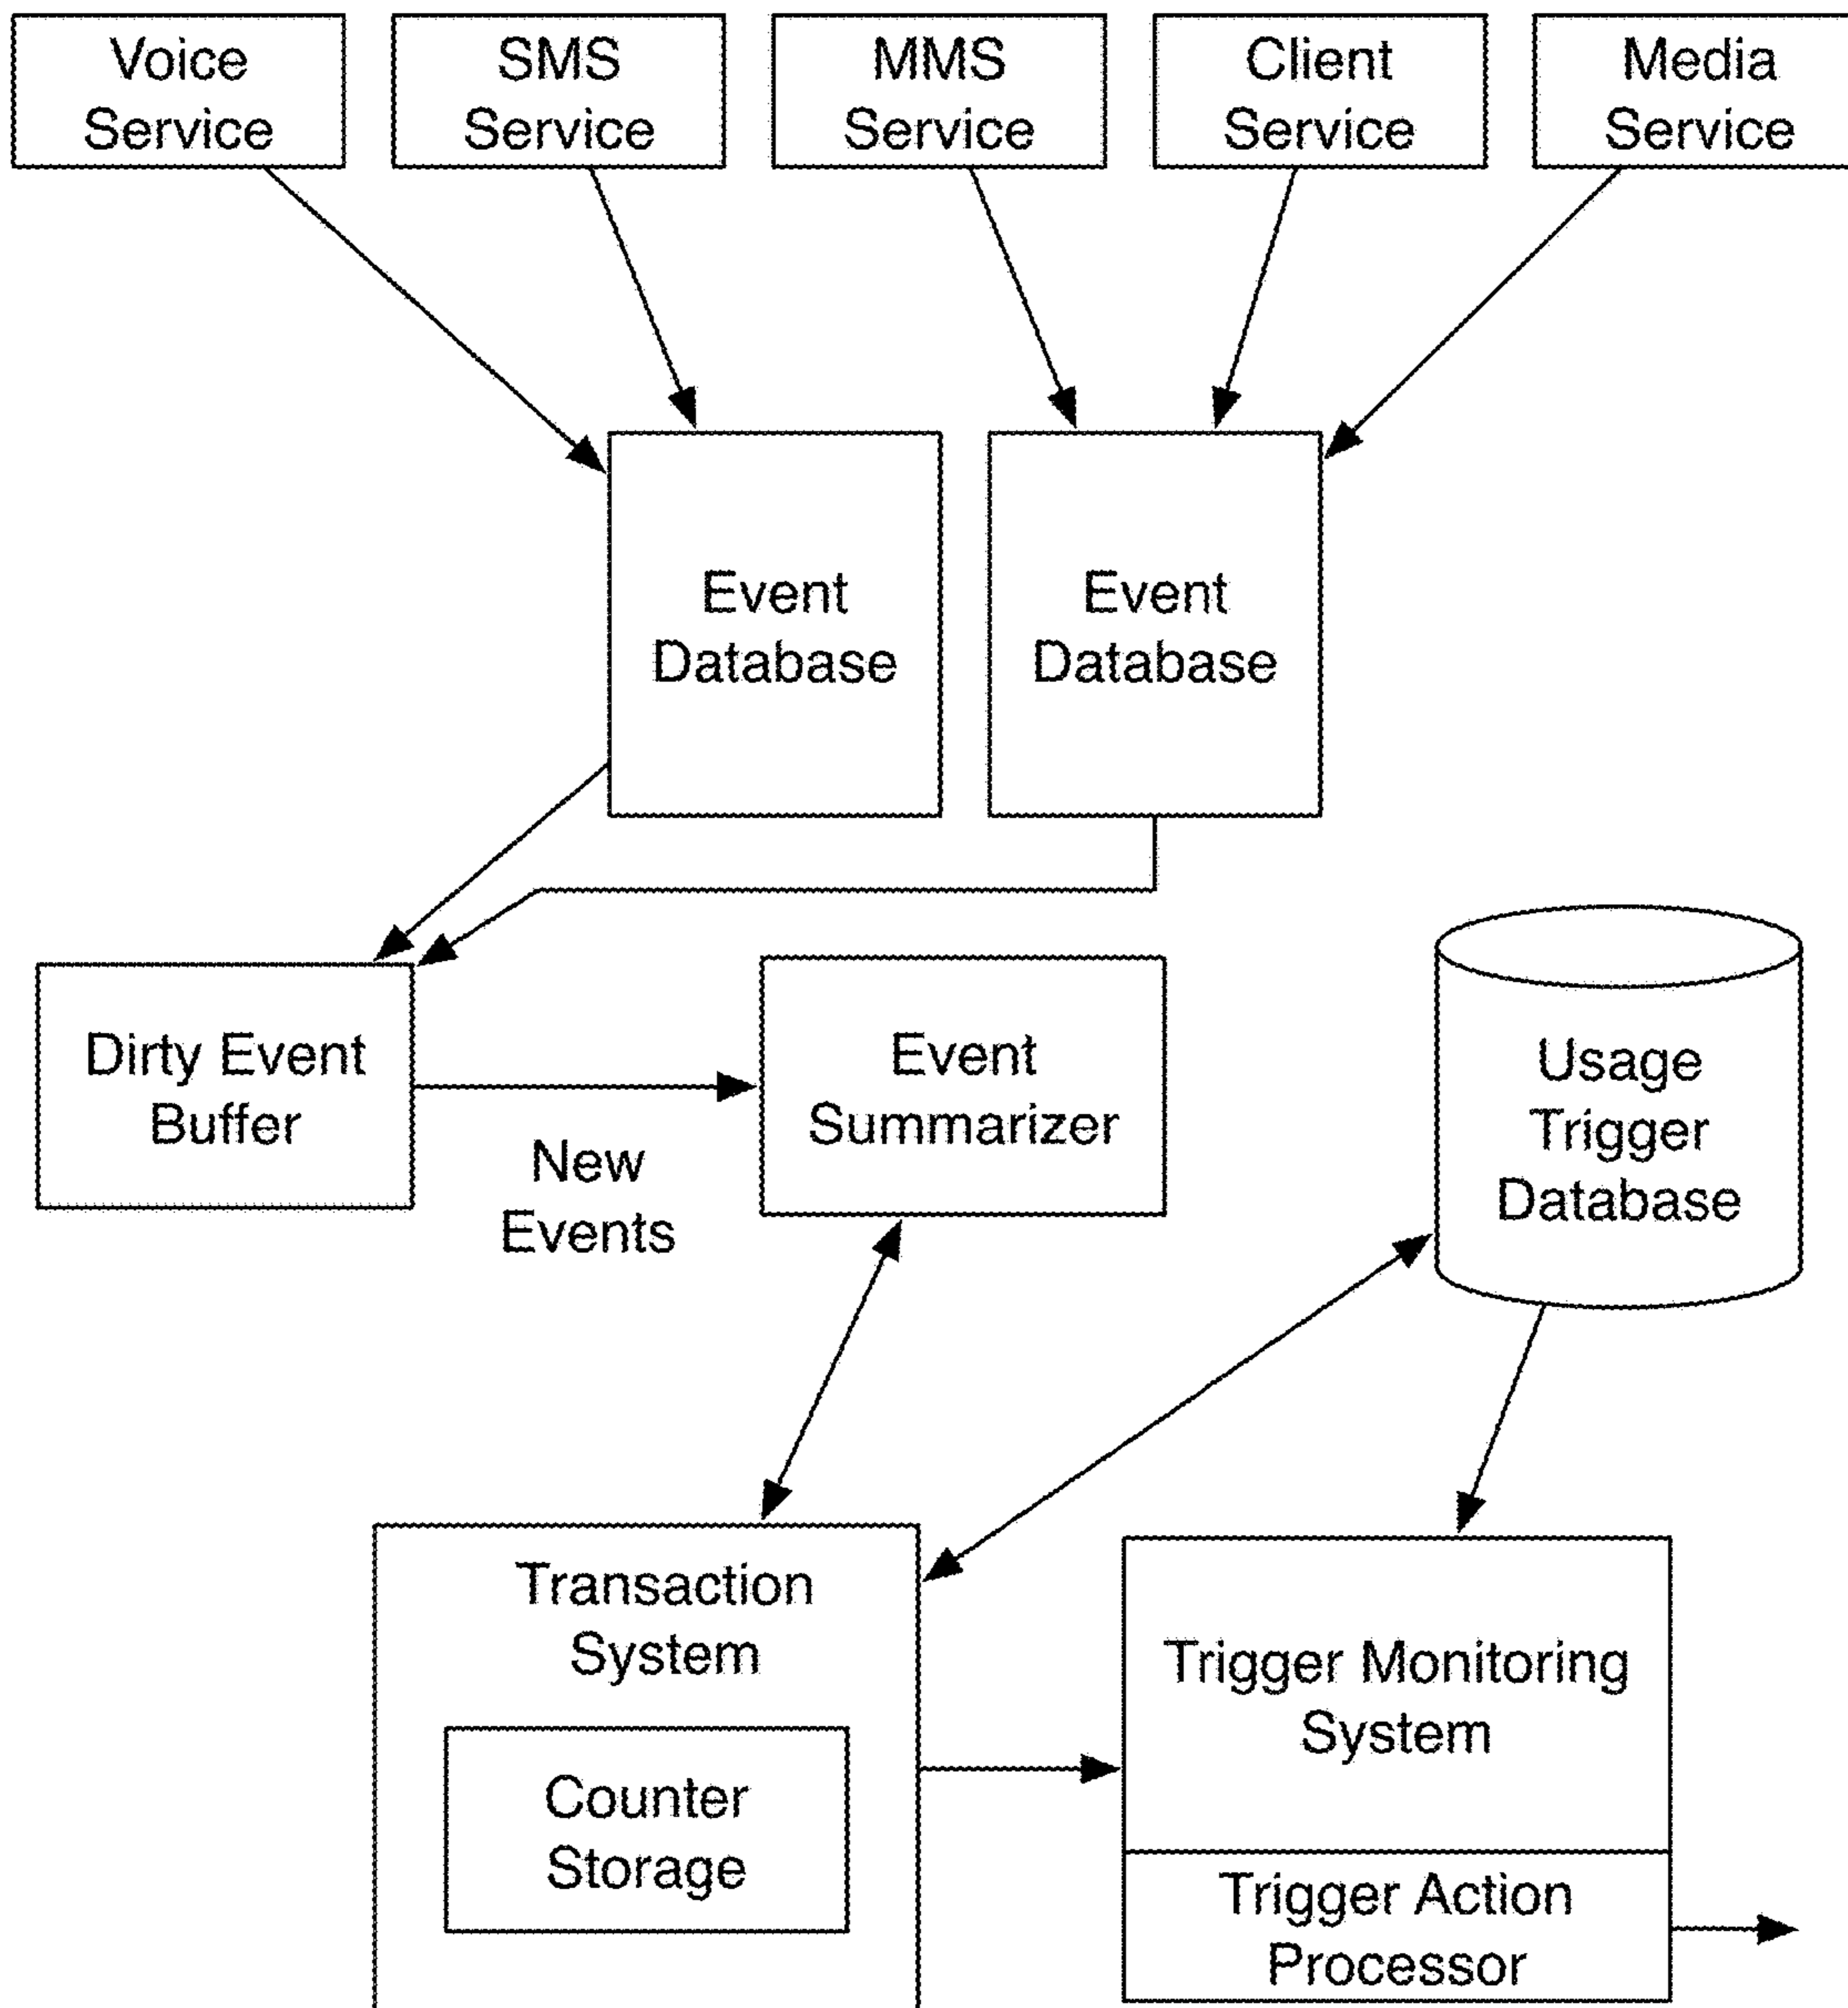 Voice
Service
SMS
Service
MMS
Service
Client
Service
Media
Service
Event
Database
Event
Database
Dirty Event
Buffer
New
Events
Event
Summarizer
Usage
Trigger
Database
Transaction
System
Counter
Storage
Trigger Monitoring
System
Trigger Action
Processor